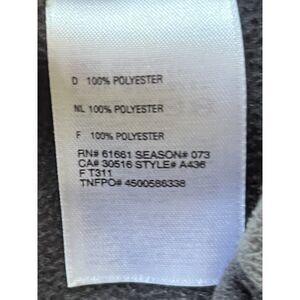 D 100% POLYESTER
NL 100% POLYESTER
F 100% POLYESTER
RN# 61661 SEASON# 073
CA# 30516 STYLE# A436
F T311
TNFPO# 4500586338